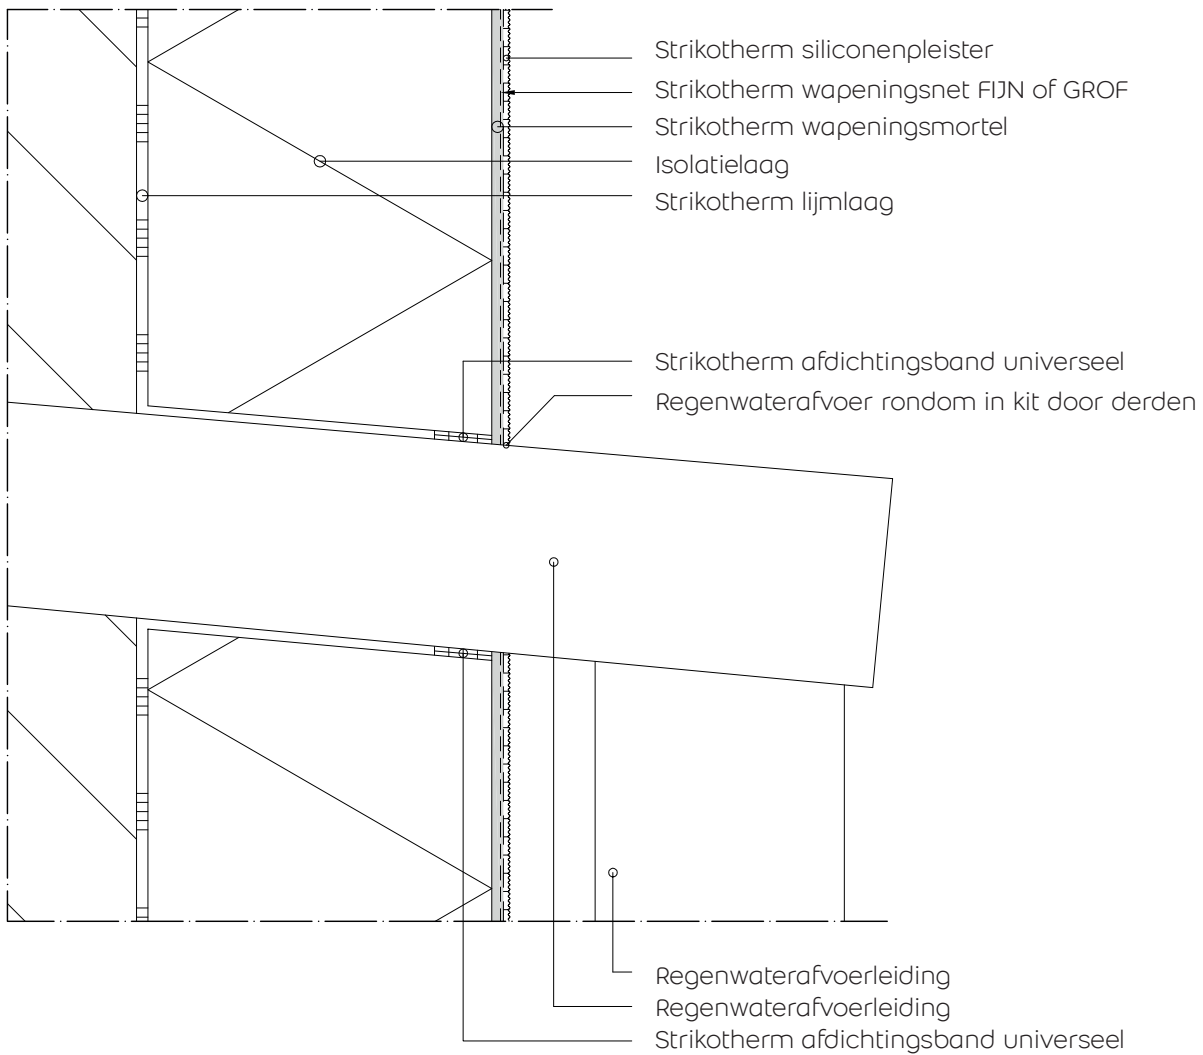 Strikotherm siliconenpleister
Strikotherm wapeningsnet FIJN of GROF
Strikotherm wapeningsmortel
Isolatielaag
Strikotherm lijmlaag
Strikotherm afdichtingsband universeel
Regenwaterafvoer rondom in kit door derden
Regenwaterafvoerleiding
Regenwaterafvoerleiding
Strikotherm afdichtingsband universeel